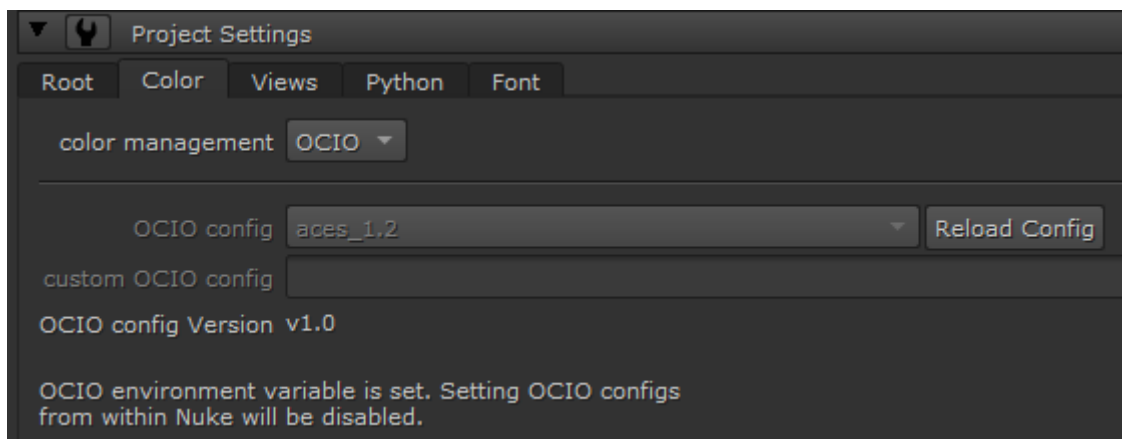 Project Settings
Root Color Views Python Font
color management OCIO
OCIO config aces_1.2 Reload Config
custom OCIO config
OCIO config Version v1.0
OCIO environment variable is set. Setting OCIO configs
from within Nuke will be disabled.